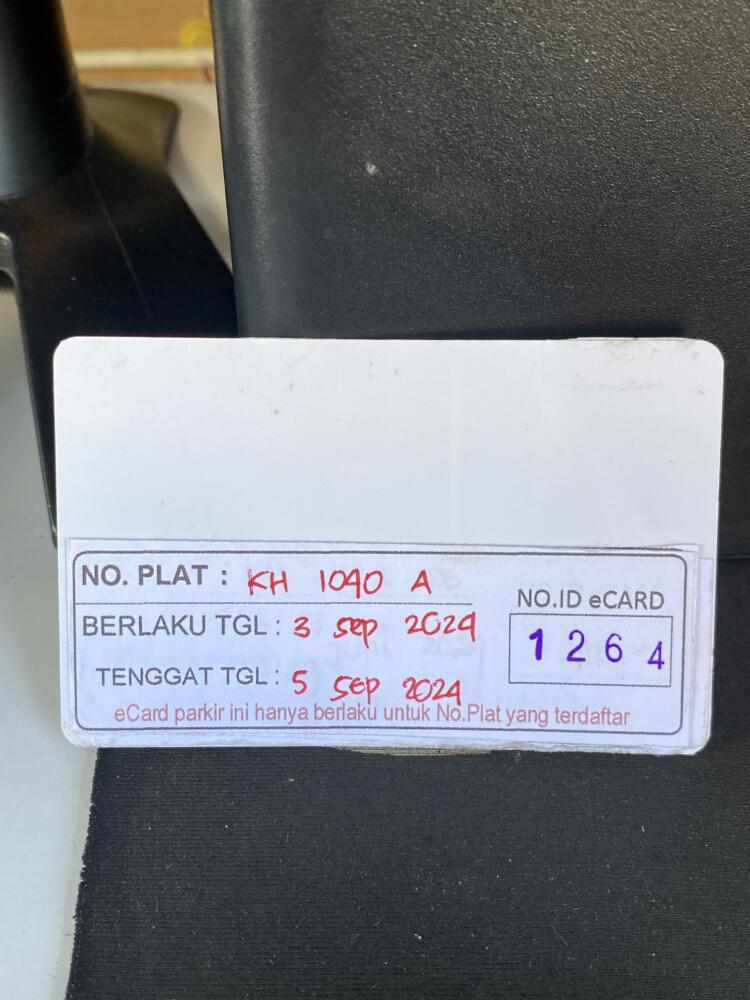 NO. PLAT : KH 1090 A
BERLAKU TGL : 3 Sep 2024
TENGGAT TGL : 5 Sep 2024
NO.ID eCARD
1264
eCard parkir ini hanya berlaku untuk No.Plat yang terdaftar